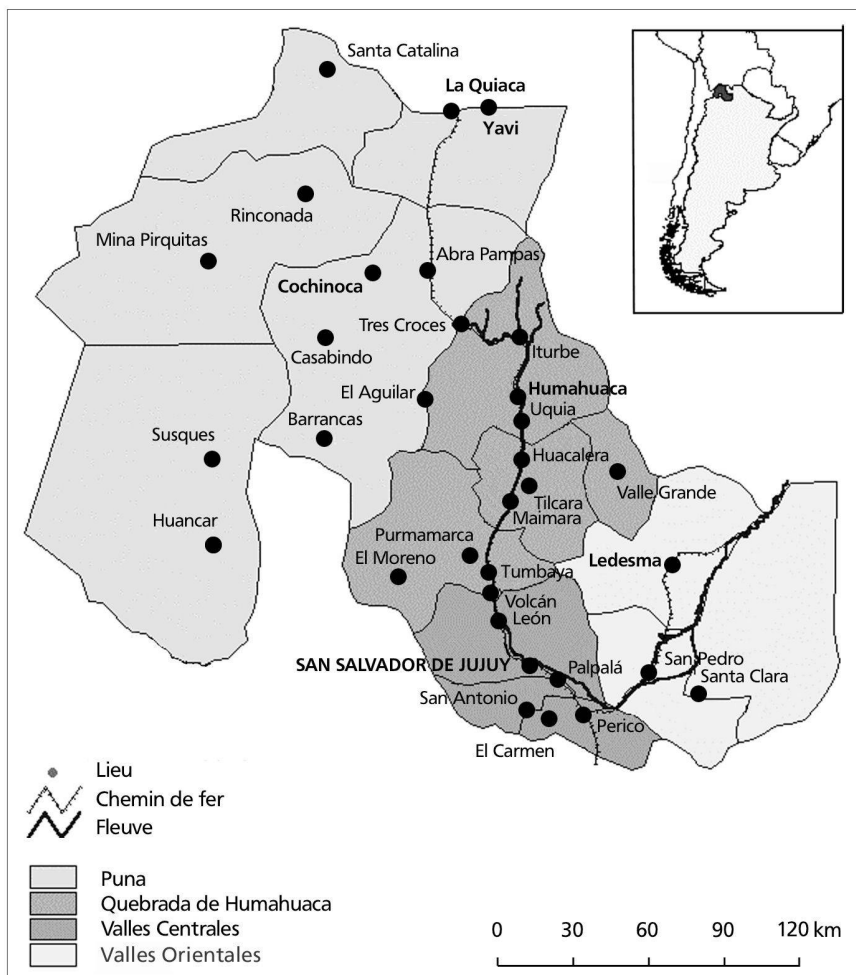 Santa Catalina
La Quiaca
Yavi
Rinconada
Mina Pirquitas
Abra Pampas
Cochinoca
Tres Croces
Iturbe
Casabindo
Humahuaca
El Aguilar
Uquia
Barrancas
Susques
Huacalera
Valle Grande
Tilcara
Maimara
Huancar
Purmamarca
El Moreno
Ledesma
Tumbaya
Volcán
León
SAN SALVADOR DE JUJUY
Palpalá
San Pedro
Santa Clara
San Antonio
Perico
El Carmen
Lieu
Chemin de fer
Fleuve
Puna
Quebrada de Humahuaca
Valles Centrales
Valles Orientales
0 30 60 90 120 km